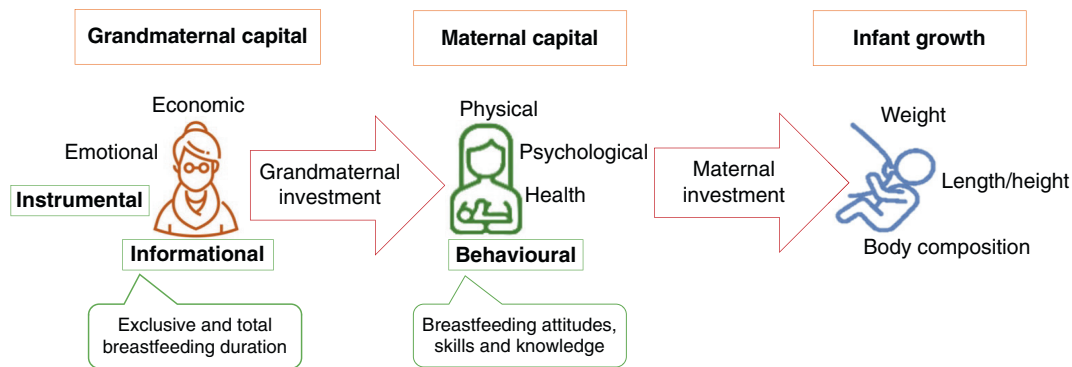 Grandmaternal capital
Maternal capital
Infant growth
Economic
Emotional
Instrumental
Informational
Exclusive and total
breastfeeding duration
Grandmaternal
investment
Physical
Psychological
Health
Behavioural
Breastfeeding attitudes,
skills and knowledge
Maternal
investment
Weight
Length/height
Body composition